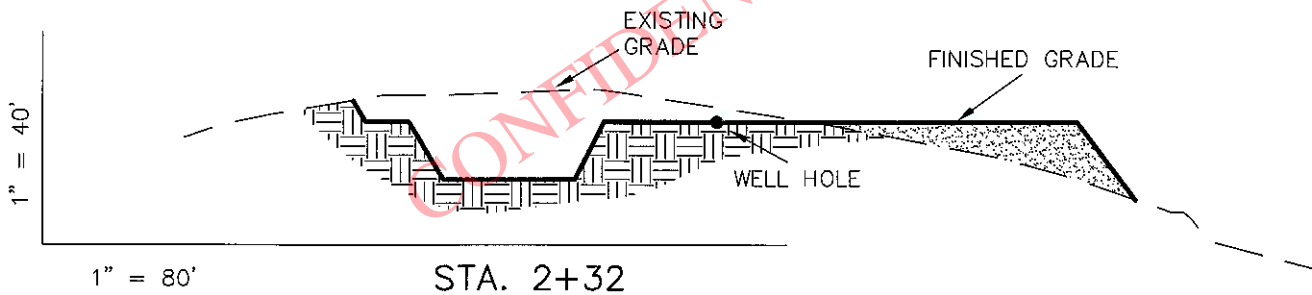 EXISTING
GRADE
FINISHED GRADE
1" = 40'
WELL HOLE
1" = 80'
STA. 2+32